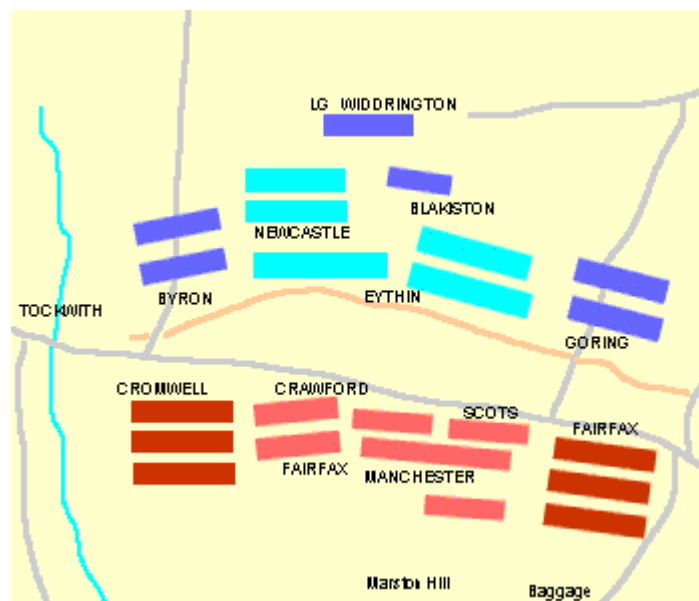 LG WIDDRINGTON
BLAKISTON
NEWCASTLE
BYRON
EYTHIN
TOCKWITH
GORING
CROMWELL
CRAWFORD
SCOTS
FAIRFAX
FAIRFAX
MANCHESTER
Marston Hill
Baggage